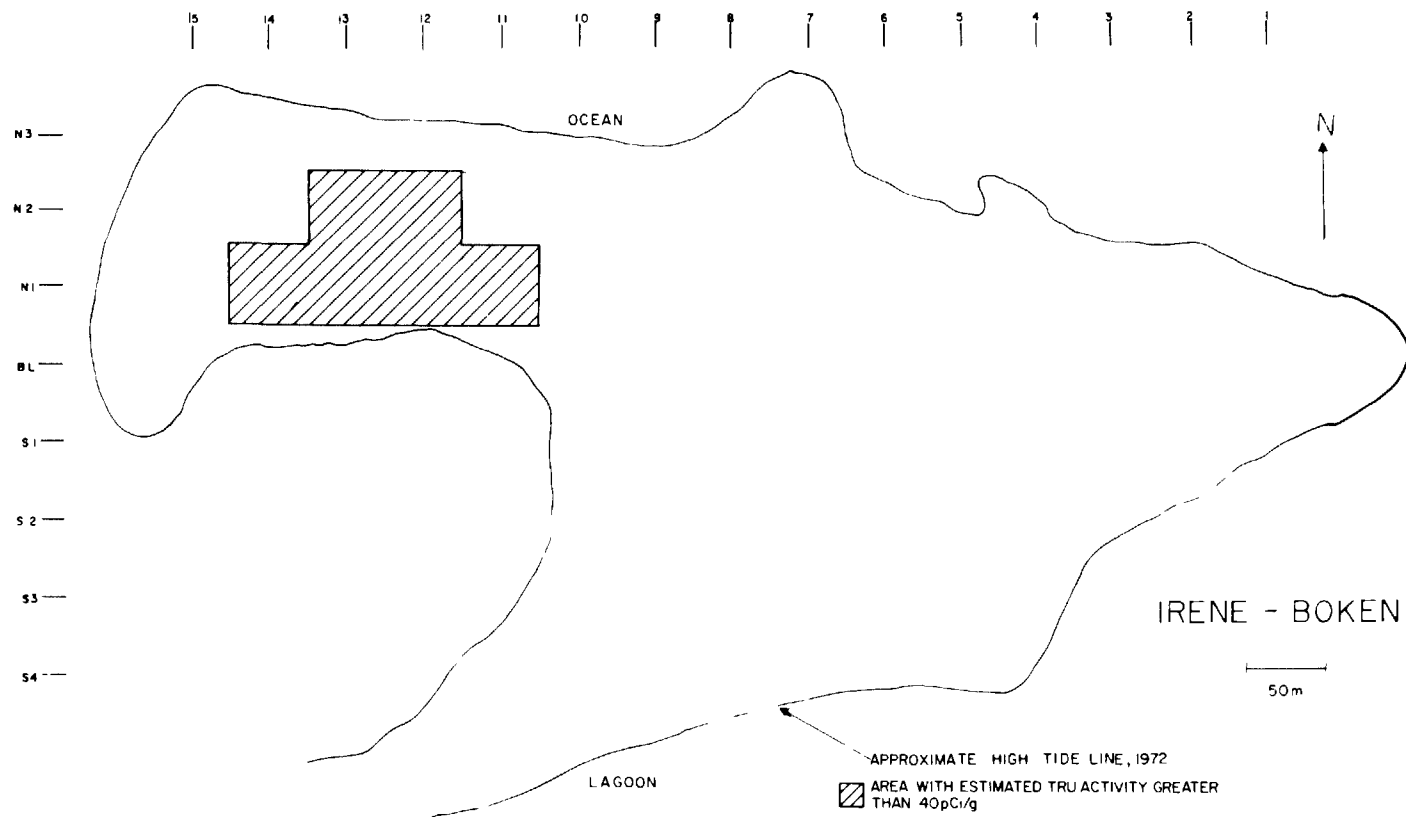 15 14 13 12 11 10 9 8 7 6 5 4 3 2 1
OCEAN
N
N3
N2
N1
BL
S1
S2
S3
S4
IRENE - BOKEN
50m
APPROXIMATE HIGH TIDE LINE, 1972
LAGOON
AREA WITH ESTIMATED TRU ACTIVITY GREATER
THAN 40pCi/g